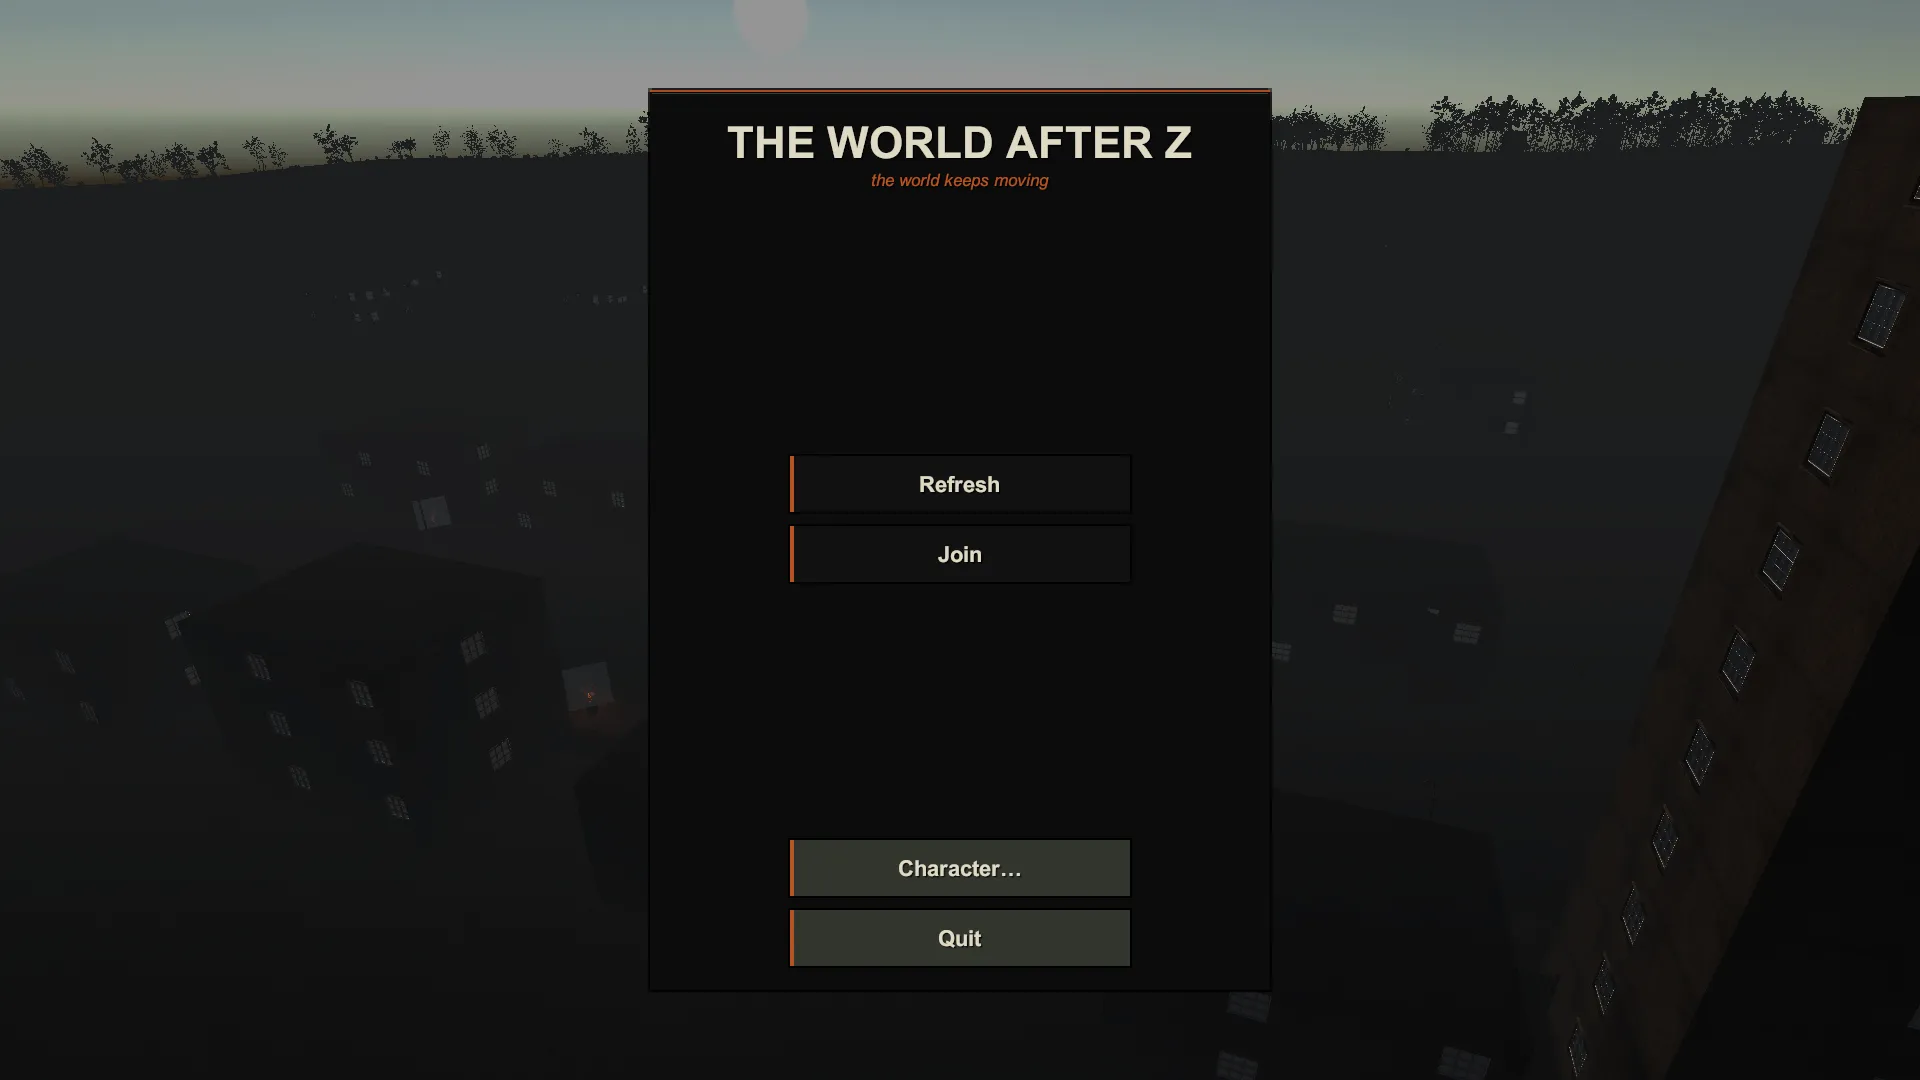 THE WORLD AFTER Z
the world keeps moving
Refresh
Join
Character...
Quit